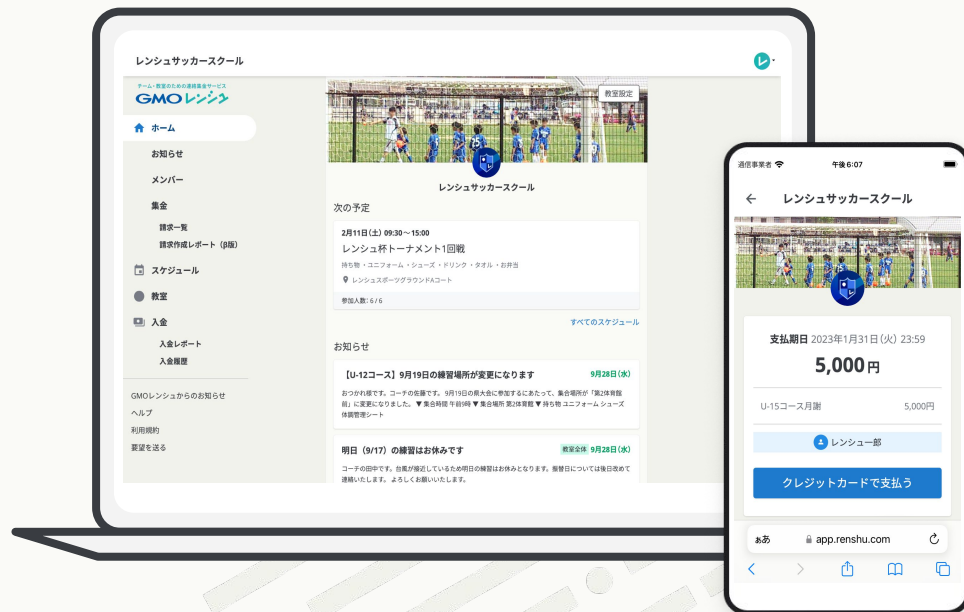 レンシュサッカースクール
チーム・教室のための連絡集金サービス
GMOレンシュ
ホーム
お知らせ
メンバー
集金
請求一覧
請求作成レポート（β版）
スケジュール
教室
入金
入金レポート
入金履歴
GMOレンシュからのお知らせ
ヘルプ
利用規約
要望を送る
教室設定
レンシュサッカースクール
次の予定
2月11日(土) 09:30～15:00
レンシュ杯トーナメント1回戦
持ち物 ・ユニフォーム ・シューズ ・ドリンク ・タオル ・お弁当
レンシュスポーツグラウンドAコート
参加人数: 6 / 6
すべてのスケジュール
お知らせ
【U-12コース】9月19日の練習場所が変更になります 9月28日(水)
おつかれ様です。コーチの佐藤です。 9月19日の県大会に参加するにあたって、集合場所が「第2体育館
前」に変更になりました。 ▼ 集合時間 午前9時 ▼ 集合場所 第2体育館 ▼ 持ち物 ユニフォーム シューズ
体調管理シート
明日（9/17）の練習はお休みです 教室全体 9月28日(水)
コーチの田中です。台風が接近しているため明日の練習はお休みとなります。振替日については後日改めて
連絡いたします。 よろしくお願いいたします。
通信事業者 午後6:07
レンシュサッカースクール
支払期日 2023年1月31日(火) 23:59
5,000円
U-15コース月謝 5,000円
レンシュ一郎
クレジットカードで支払う
ぁあ app.renshu.com